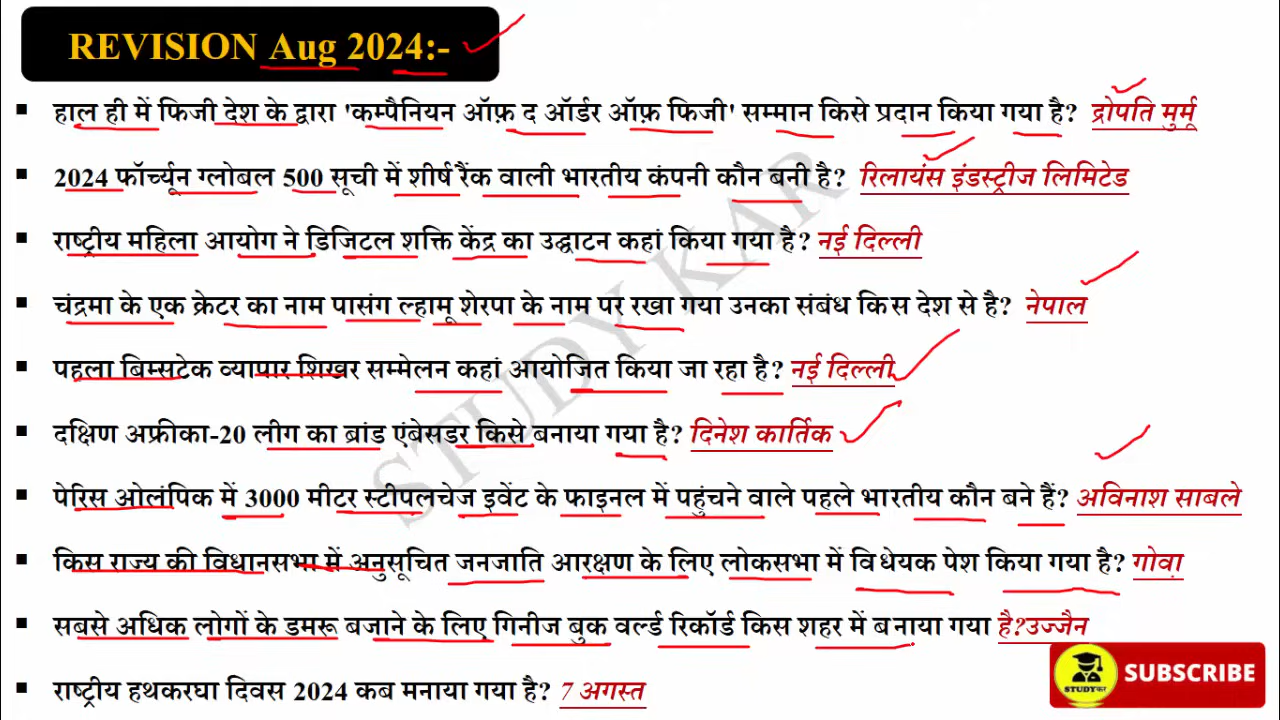 REVISION Aug 2024:-
▪ हाल ही में फिजी देश के द्वारा 'कम्पैनियन ऑफ़ द ऑर्डर ऑफ़ फिजी' सम्मान किसे प्रदान किया गया है? द्रोपति मुर्मू
▪ 2024 फॉर्च्यून ग्लोबल 500 सूची में शीर्ष रैंक वाली भारतीय कंपनी कौन बनी है? रिलायंस इंडस्ट्रीज लिमिटेड
▪ राष्ट्रीय महिला आयोग ने डिजिटल शक्ति केंद्र का उद्घाटन कहां किया गया है? नई दिल्ली
▪ चंद्रमा के एक क्रेटर का नाम पासंग ल्हामू शेरपा के नाम पर रखा गया उनका संबंध किस देश से है? नेपाल
▪ पहला बिम्सटेक व्यापार शिखर सम्मेलन कहां आयोजित किया जा रहा है? नई दिल्ली
▪ दक्षिण अफ्रीका-20 लीग का ब्रांड एंबेसडर किसे बनाया गया है? दिनेश कार्तिक
▪ पेरिस ओलंपिक में 3000 मीटर स्टीपलचेज इवेंट के फाइनल में पहुंचने वाले पहले भारतीय कौन बने हैं? अविनाश साबले
▪ किस राज्य की विधानसभा में अनुसूचित जनजाति आरक्षण के लिए लोकसभा में विधेयक पेश किया गया है? गोवा
▪ सबसे अधिक लोगों के डमरू बजाने के लिए गिनीज बुक वर्ल्ड रिकॉर्ड किस शहर में बनाया गया है?उज्जैन
▪ राष्ट्रीय हथकरघा दिवस 2024 कब मनाया गया है? 7 अगस्त
STUDY KAR
STUDYकर
SUBSCRIBE